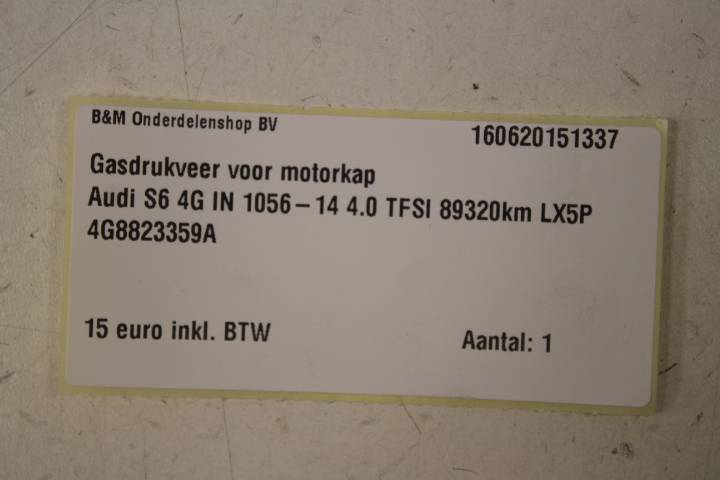 B&M Onderdelenshop BV 160620151337
Gasdrukveer voor motorkap
Audi S6 4G IN 1056-14 4.0 TFSI 89320km LX5P
4G8823359A
15 euro inkl. BTW Aantal: 1